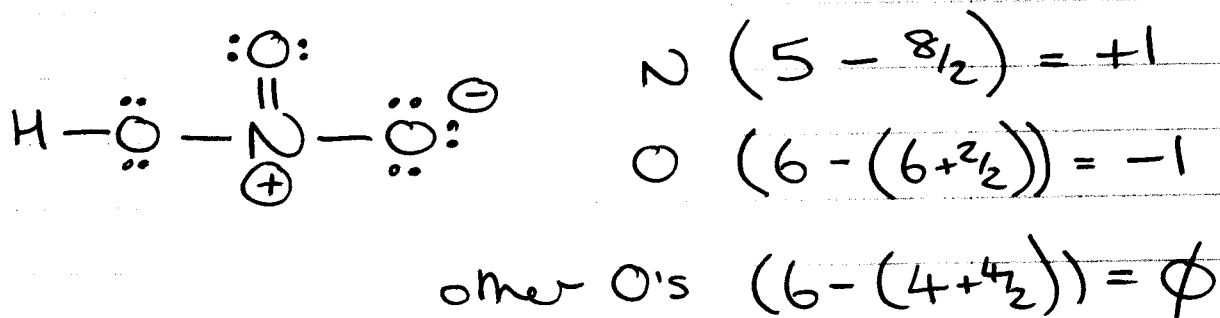 :O:
||
H – O – N – O: ⊖
⊕
N (5 - 8/2) = +1
O (6 - (6+2/2)) = -1
other O's (6 - (4+4/2)) = ∅